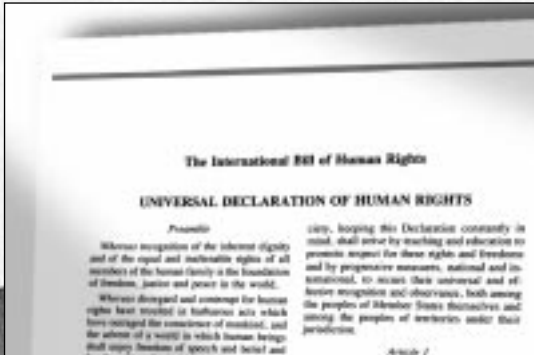 The International Bill of Human Rights
UNIVERSAL DECLARATION OF HUMAN RIGHTS
Preamble
Whereas recognition of the inherent dignity
and of the equal and inalienable rights of all
members of the human family is the foundation
of freedom, justice and peace in the world,
Whereas disregard and contempt for human
rights have resulted in barbarous acts which
have outraged the conscience of mankind, and
the advent of a world in which human beings
shall enjoy freedom of speech and belief and
ciety, keeping this Declaration constantly in
mind, shall strive by teaching and education to
promote respect for these rights and freedoms
and by progressive measures, national and in-
ternational, to secure their universal and ef-
fective recognition and observance, both among
the peoples of Member States themselves and
among the peoples of territories under their
jurisdiction.
Article 1